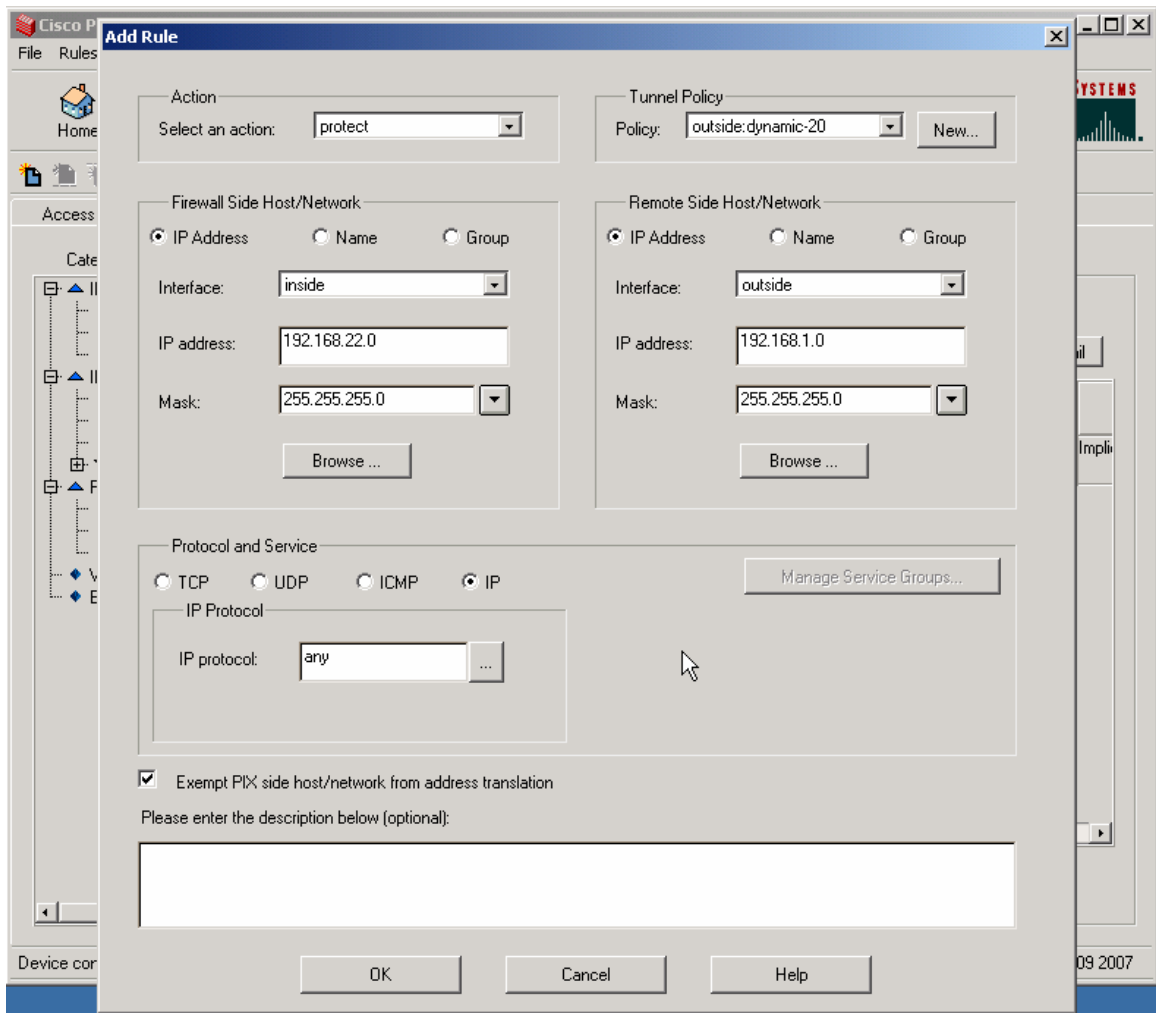 Cisco P
Add Rule
File Rules
Home
YSTEMS
Action
Select an action: protect
Tunnel Policy
Policy: outside:dynamic-20 New...
Access
Cate
Firewall Side Host/Network
IP Address Name Group
Interface: inside
IP address: 192.168.22.0
Mask: 255.255.255.0
Browse ...
Remote Side Host/Network
IP Address Name Group
Interface: outside
IP address: 192.168.1.0
Mask: 255.255.255.0
Browse ...
Impli
Protocol and Service
TCP UDP ICMP IP
Manage Service Groups...
IP Protocol
IP protocol: any ...
Exempt PIX side host/network from address translation
Please enter the description below (optional):
OK Cancel Help
Device cor
09 2007